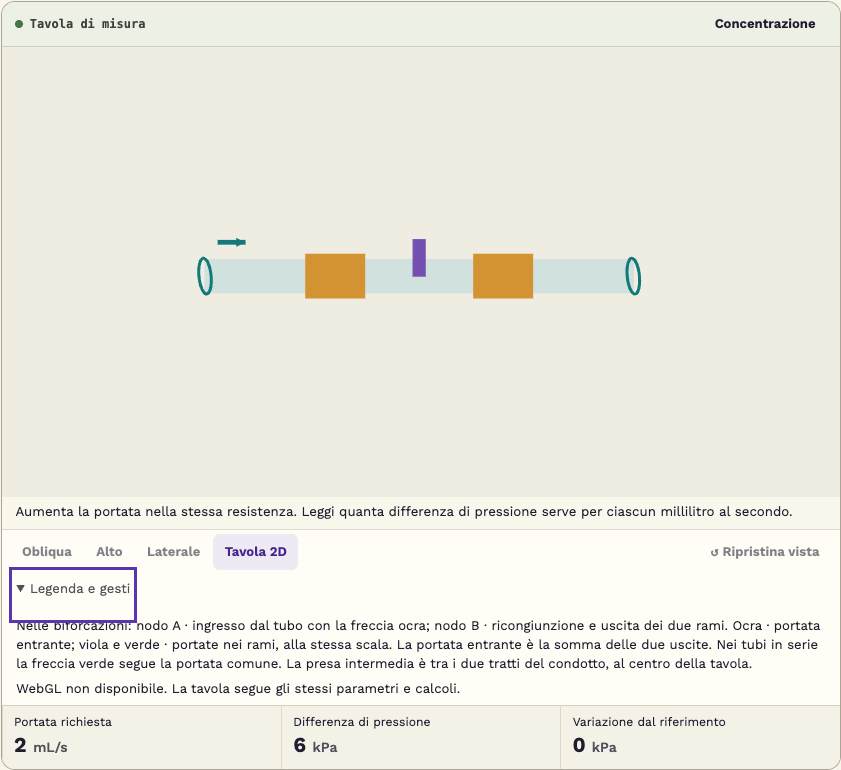 Tavola di misura
Concentrazione
Aumenta la portata nella stessa resistenza. Leggi quanta differenza di pressione serve per ciascun millilitro al secondo.
Obliqua Alto Laterale Tavola 2D ↺ Ripristina vista
▼ Legenda e gesti
Nelle biforcazioni: nodo A · ingresso dal tubo con la freccia ocra; nodo B · ricongiunzione e uscita dei due rami. Ocra · portata
entrante; viola e verde · portate nei rami, alla stessa scala. La portata entrante è la somma delle due uscite. Nei tubi in serie
la freccia verde segue la portata comune. La presa intermedia è tra i due tratti del condotto, al centro della tavola.
WebGL non disponibile. La tavola segue gli stessi parametri e calcoli.
Portata richiesta
2 mL/s
Differenza di pressione
6 kPa
Variazione dal riferimento
0 kPa